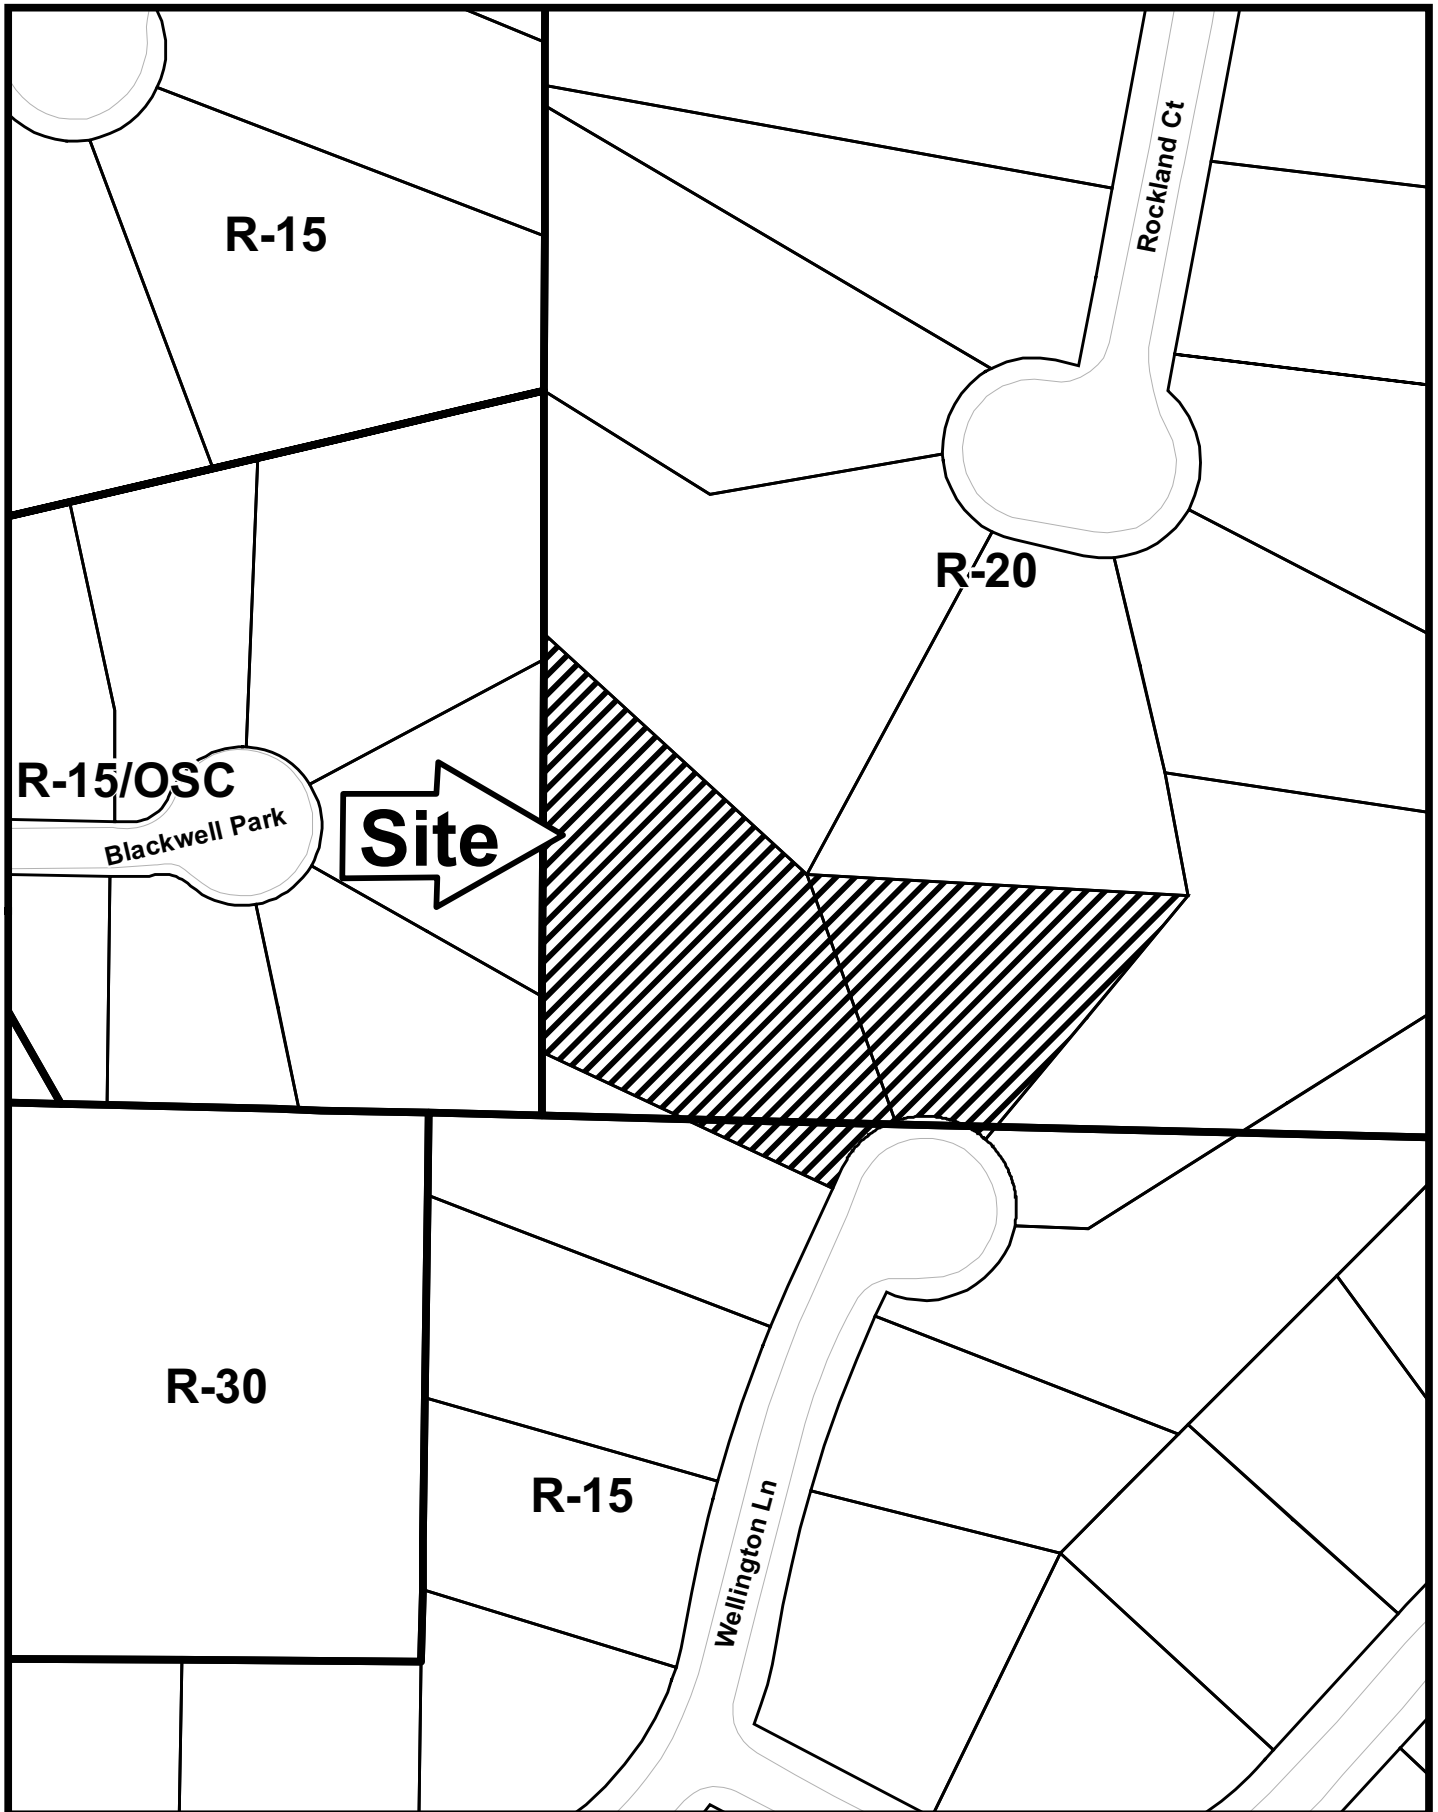 Rockland Ct
R-15
R-20
R-15/OSC
Blackwell Park
Site
R-30
R-15
Wellington Ln